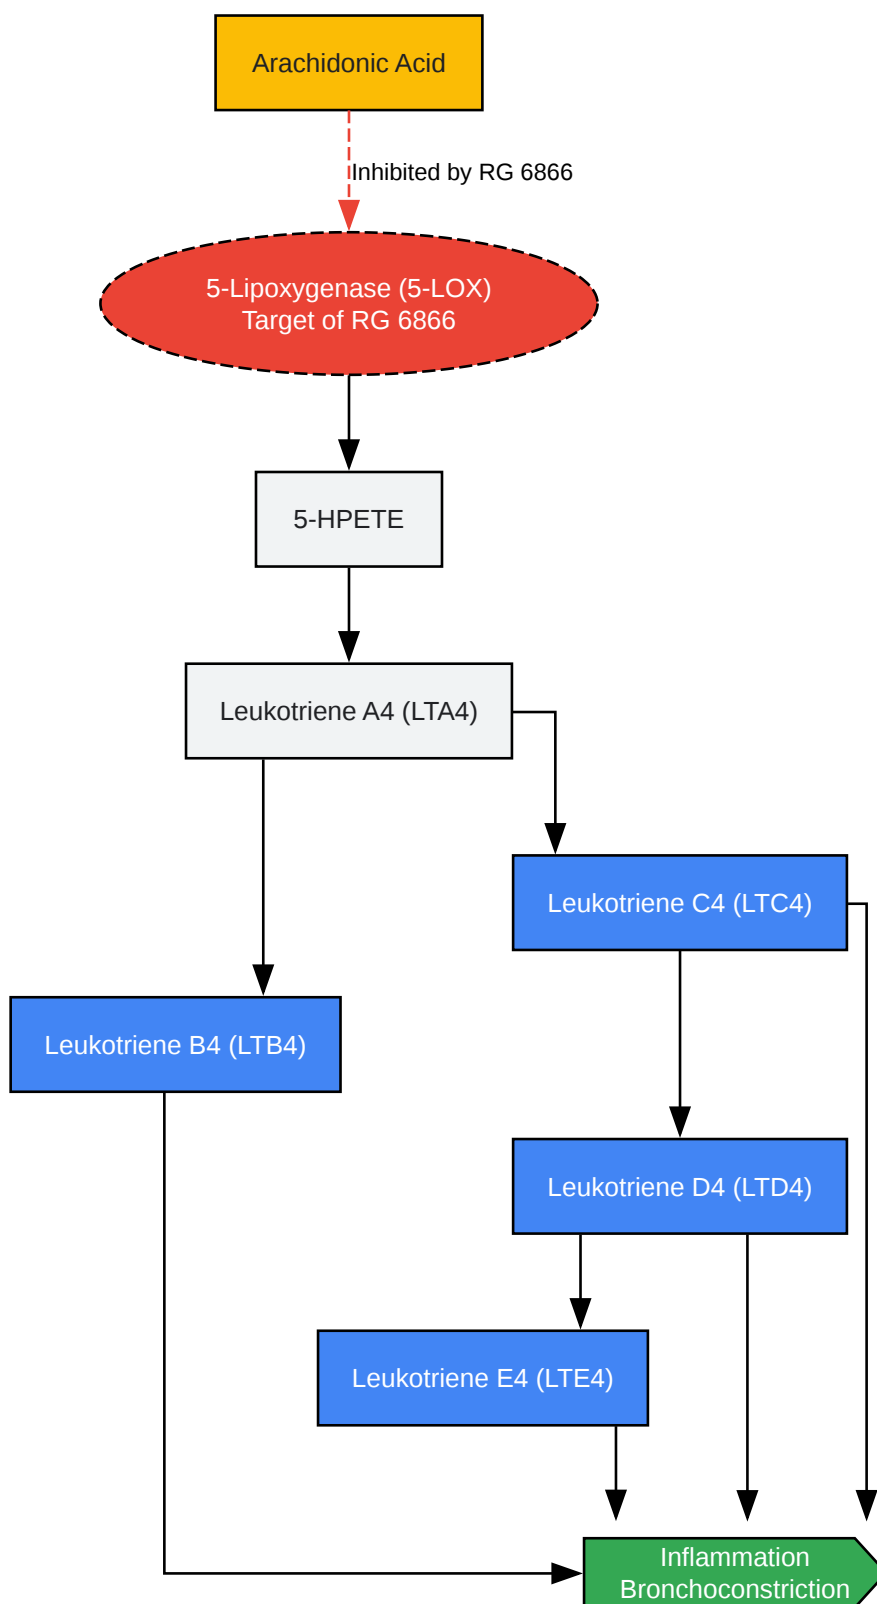 Arachidonic Acid
Inhibited by RG 6866
5-Lipoxygenase (5-LOX)
Target of RG 6866
5-HPETE
Leukotriene A4 (LTA4)
Leukotriene C4 (LTC4)
Leukotriene B4 (LTB4)
Leukotriene D4 (LTD4)
Leukotriene E4 (LTE4)
Inflammation
Bronchoconstriction